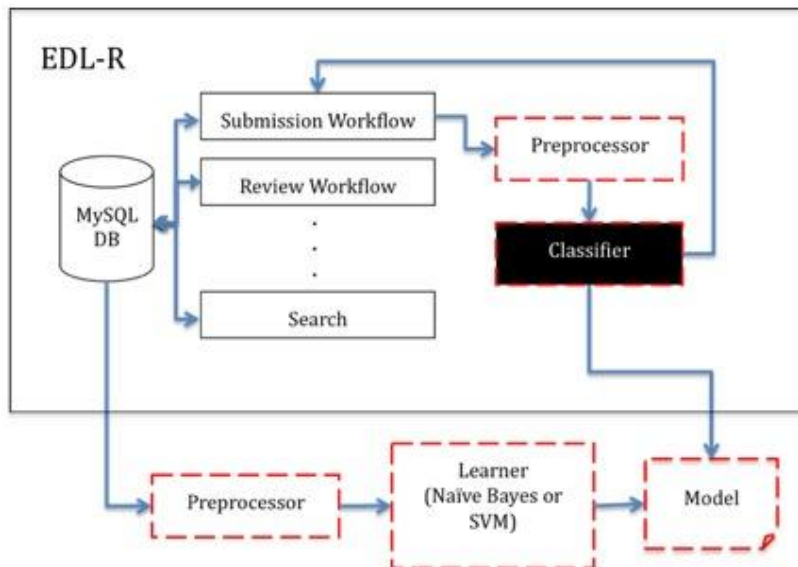 EDL-R
Submission Workflow
Preprocessor
Review Workflow
MySQL
DB
Classifier
Search
Preprocessor
Learner
(Naïve Bayes or
SVM)
Model